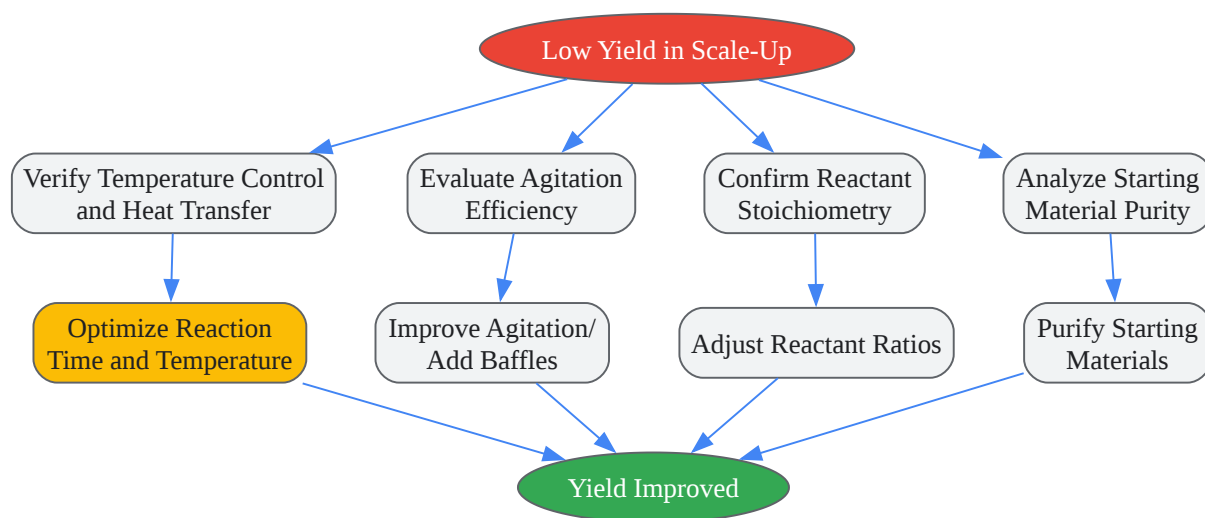 Low Yield in Scale-Up
Verify Temperature Control
and Heat Transfer
Evaluate Agitation
Efficiency
Confirm Reactant
Stoichiometry
Analyze Starting
Material Purity
Optimize Reaction
Time and Temperature
Improve Agitation/
Add Baffles
Adjust Reactant Ratios
Purify Starting
Materials
Yield Improved